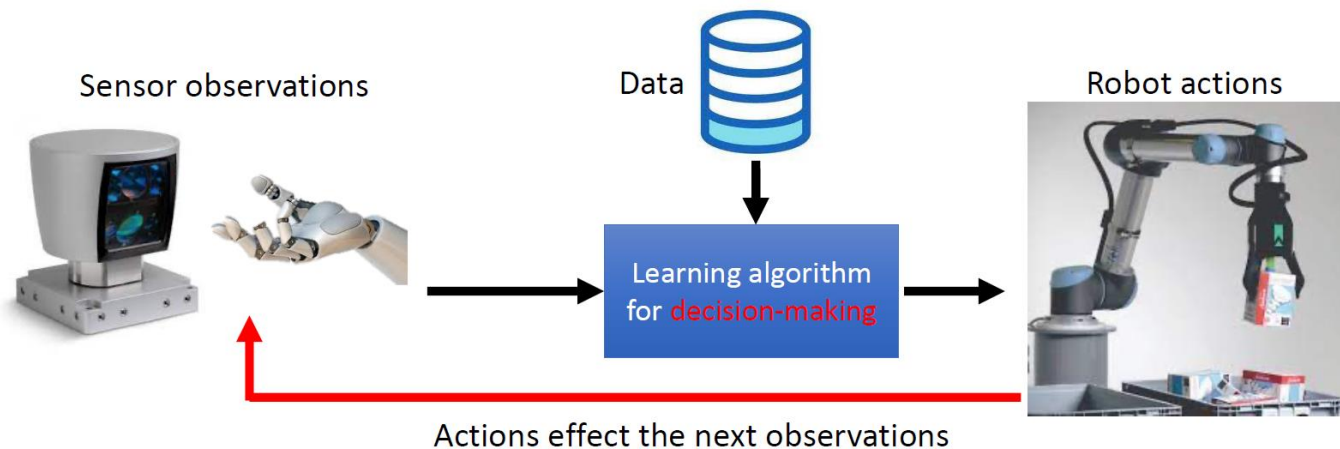 Sensor observations
Data
Robot actions
Learning algorithm
for decision-making
Actions effect the next observations